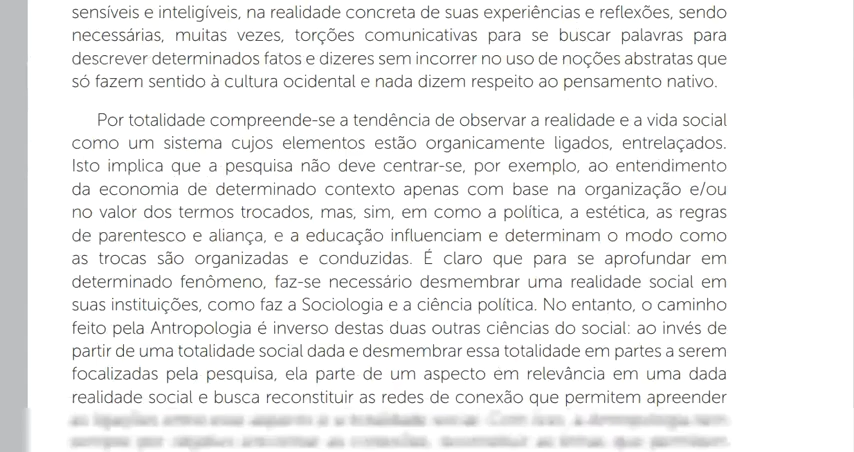 sensíveis e inteligíveis, na realidade concreta de suas experiências e reflexões, sendo
necessárias, muitas vezes, torções comunicativas para se buscar palavras para
descrever determinados fatos e dizeres sem incorrer no uso de noções abstratas que
só fazem sentido à cultura ocidental e nada dizem respeito ao pensamento nativo.
Por totalidade compreende-se a tendência de observar a realidade e a vida social
como um sistema cujos elementos estão organicamente ligados, entrelaçados.
Isto implica que a pesquisa não deve centrar-se, por exemplo, ao entendimento
da economia de determinado contexto apenas com base na organização e/ou
no valor dos termos trocados, mas, sim, em como a política, a estética, as regras
de parentesco e aliança, e a educação influenciam e determinam o modo como
as trocas são organizadas e conduzidas. É claro que para se aprofundar em
determinado fenômeno, faz-se necessário desmembrar uma realidade social em
suas instituições, como faz a Sociologia e a ciência política. No entanto, o caminho
feito pela Antropologia é inverso destas duas outras ciências do social: ao invés de
partir de uma totalidade social dada e desmembrar essa totalidade em partes a serem
focalizadas pela pesquisa, ela parte de um aspecto em relevância em uma dada
realidade social e busca reconstituir as redes de conexão que permitem apreender